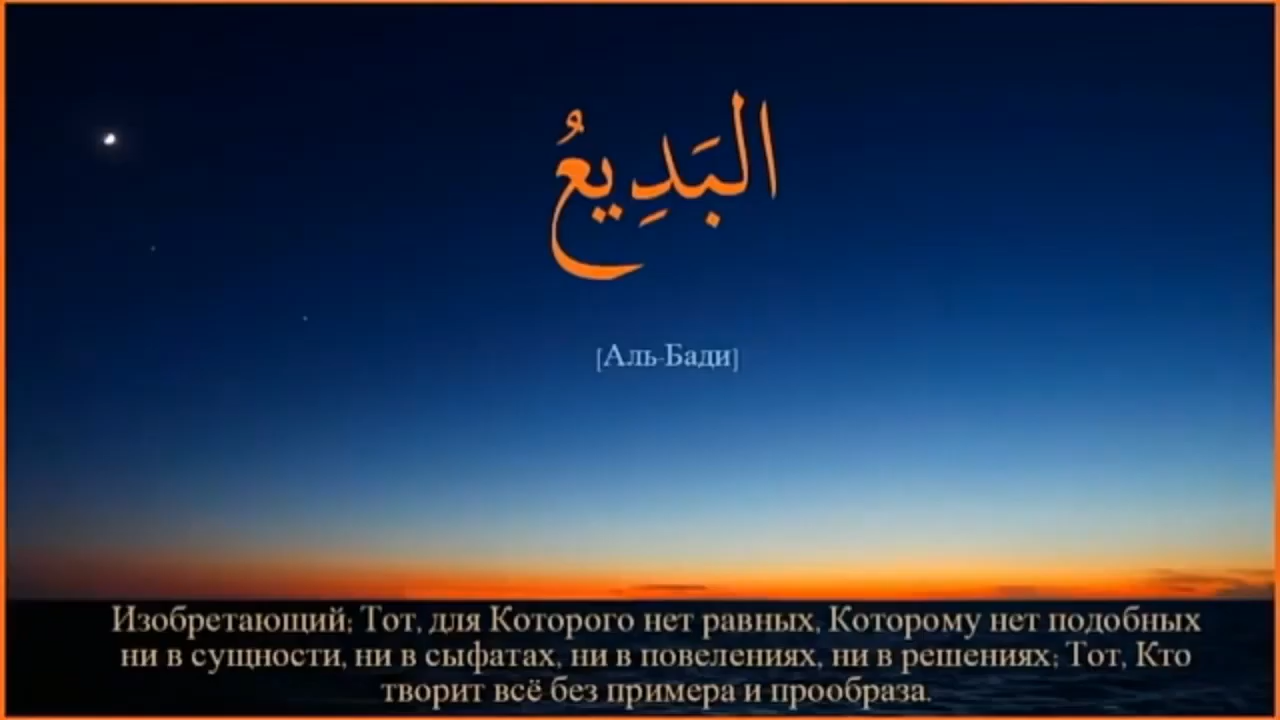 البَدِيعُ
[Аль-Бади]
Изобретающий; Тот, для Которого нет равных, Которому нет подобных
ни в сущности, ни в сыфатах, ни в повелениях, ни в решениях; Тот, Кто
творит всё без примера и прообраза.